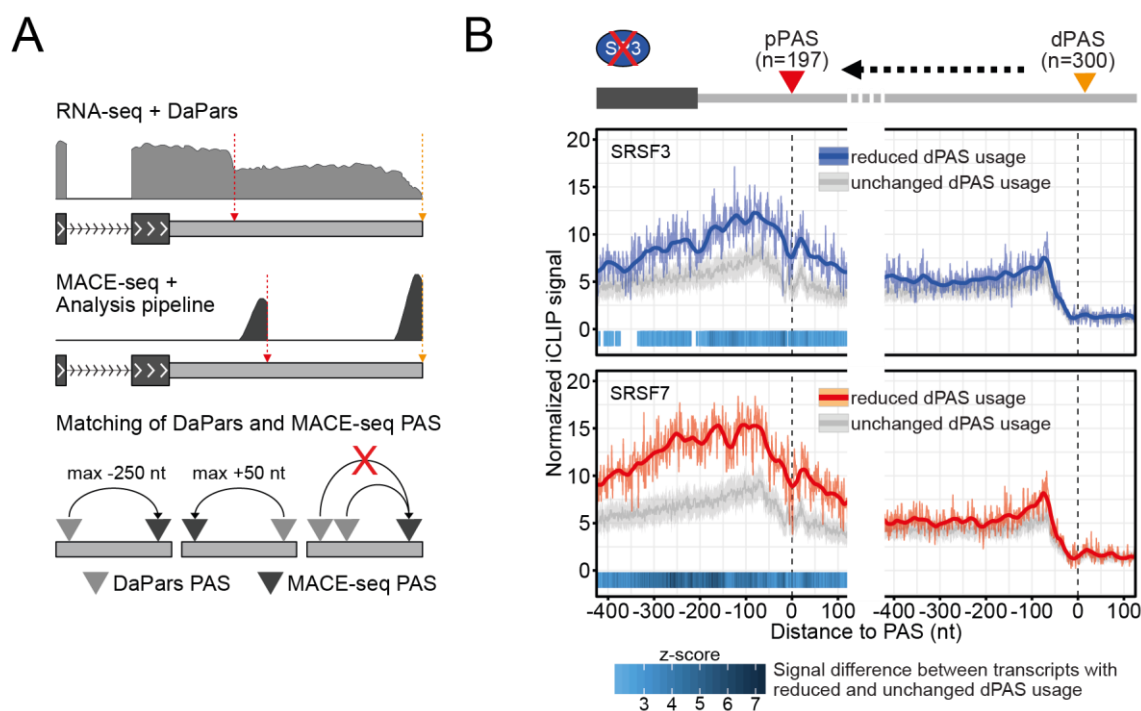 A
RNA-seq + DaPars
MACE-seq +
Analysis pipeline
Matching of DaPars and MACE-seq PAS
max -250 nt
max +50 nt
DaPars PAS
MACE-seq PAS
B
pPAS
(n=197)
dPAS
(n=300)
Normalized iCLIP signal
SRSF3
reduced dPAS usage
unchanged dPAS usage
20
15
10
5
0
SRSF7
reduced dPAS usage
unchanged dPAS usage
20
15
10
5
0
-400 -300 -200 -100 0 100 -400 -300 -200 -100 0 100
Distance to PAS (nt)
z-score
3 4 5 6 7
Signal difference between transcripts with
reduced and unchanged dPAS usage